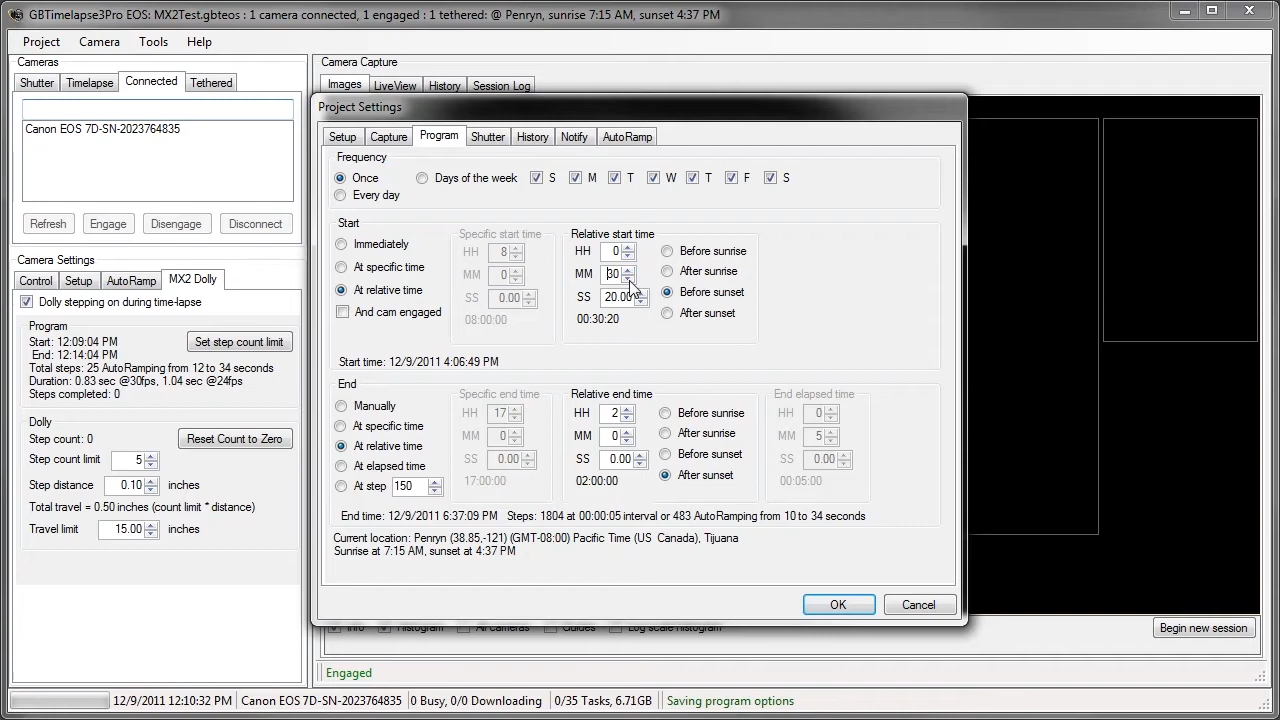 GBTimelapse3Pro EOS: MX2Test.gbteos : 1 camera connected, 1 engaged : 1 tethered: @ Penryn, sunrise 7:15 AM, sunset 4:37 PM
Project Camera Tools Help
Cameras
Shutter Timelapse Connected Tethered
Canon EOS 7D-SN-2023764835
Refresh Engage Disengage Disconnect
Camera Settings
Control Setup AutoRamp MX2 Dolly
Dolly stepping on during time-lapse
Program
Start: 12:09:04 PM
End: 12:14:04 PM
Set step count limit
Total steps: 25 AutoRamping from 12 to 34 seconds
Duration: 0.83 sec @30fps, 1.04 sec @24fps
Steps completed: 0
Dolly
Step count: 0 Reset Count to Zero
Step count limit 5
Step distance 0.10 inches
Total travel = 0.50 inches (count limit * distance)
Travel limit 15.00 inches
Camera Capture
Images LiveView History Session Log
Project Settings
Setup Capture Program Shutter History Notify AutoRamp
Frequency
Once Days of the week S M T W T F S
Every day
Start
Immediately
At specific time
At relative time
And cam engaged
Specific start time
HH 8
MM 0
SS 0.00
08:00:00
Relative start time
HH 0
MM 30
SS 20.00
00:30:20
Before sunrise
After sunrise
Before sunset
After sunset
Start time: 12/9/2011 4:06:49 PM
End
Manually
At specific time
At relative time
At elapsed time
At step 150
Specific end time
HH 17
MM 0
SS 0.00
17:00:00
Relative end time
HH 2
MM 0
SS 0.00
02:00:00
Before sunrise
After sunrise
Before sunset
After sunset
End elapsed time
HH 0
MM 5
SS 0.00
00:05:00
End time: 12/9/2011 6:37:09 PM Steps: 1804 at 00:00:05 interval or 483 AutoRamping from 10 to 34 seconds
Current location: Penryn (38.85,-121) (GMT-08:00) Pacific Time (US Canada), Tijuana
Sunrise at 7:15 AM, sunset at 4:37 PM
OK Cancel
Info Histogram All cameras Guides Log scale histogram
Begin new session
Engaged
12/9/2011 12:10:32 PM Canon EOS 7D-SN-2023764835 0 Busy, 0/0 Downloading 0/35 Tasks, 6.71GB Saving program options